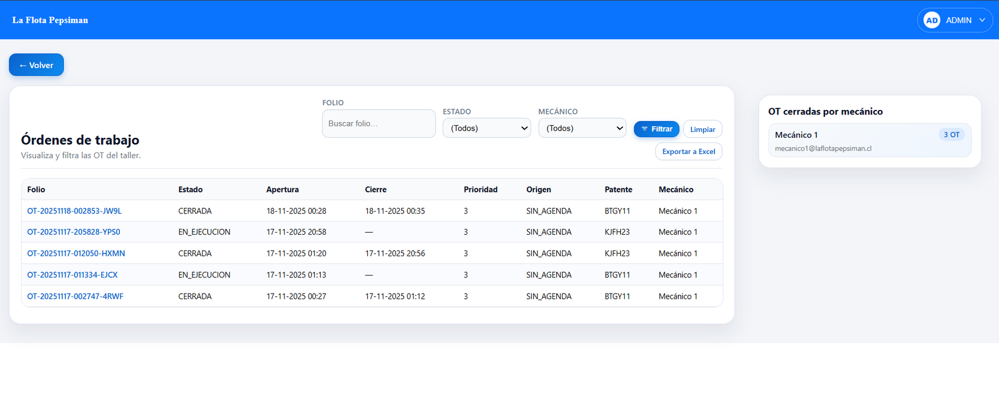 La Flota Pepsiman
AD ADMIN
← Volver
Órdenes de trabajo
Visualiza y filtra las OT del taller.
FOLIO
Buscar folio...
ESTADO
(Todos)
MECÁNICO
(Todos)
Filtrar
Limpiar
Exportar a Excel
Folio Estado Apertura Cierre Prioridad Origen Patente Mecánico
OT-20251118-002853-JW9L CERRADA 18-11-2025 00:28 18-11-2025 00:35 3 SIN_AGENDA BTGY11 Mecánico 1
OT-20251117-205828-YPS0 EN_EJECUCION 17-11-2025 20:58 — 3 SIN_AGENDA KJFH23 Mecánico 1
OT-20251117-012050-HXMN CERRADA 17-11-2025 01:20 17-11-2025 20:56 3 SIN_AGENDA KJFH23 Mecánico 1
OT-20251117-011334-EJCX EN_EJECUCION 17-11-2025 01:13 — 3 SIN_AGENDA BTGY11 Mecánico 1
OT-20251117-002747-4RWF CERRADA 17-11-2025 00:27 17-11-2025 01:12 3 SIN_AGENDA BTGY11 Mecánico 1
OT cerradas por mecánico
Mecánico 1 3 OT
mecanico1@laflotapepsiman.cl